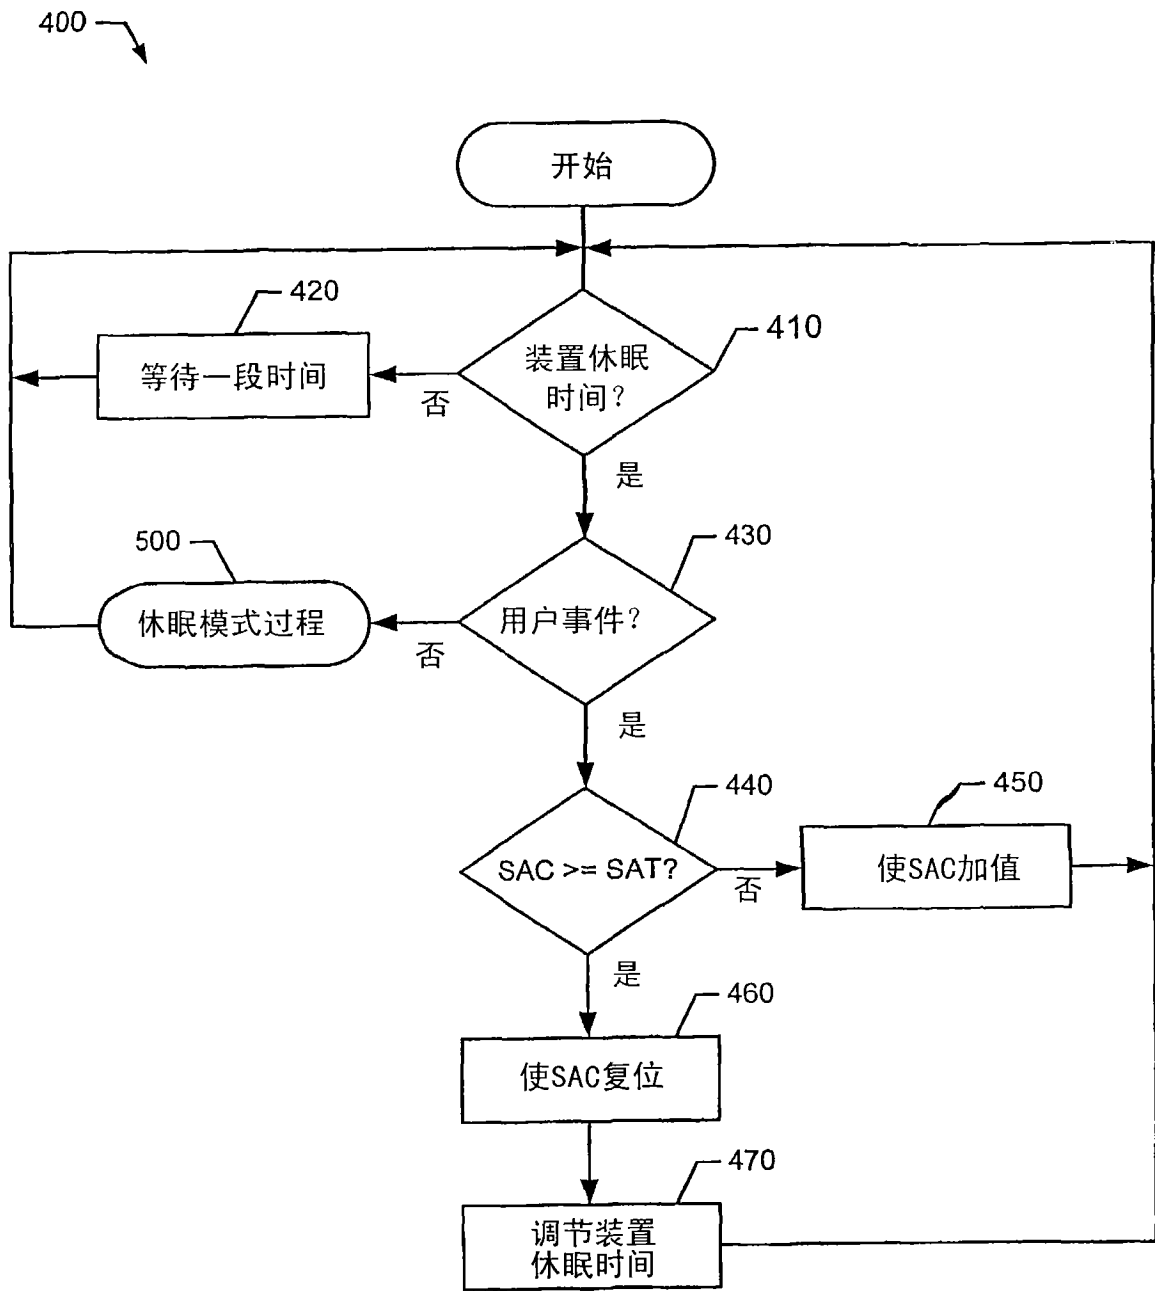 400
开始
420
410
等待一段时间
否
装置休眠
时间？
是
500
430
休眠模式过程
否
用户事件？
是
440
450
SAC >= SAT?
否
使SAC加值
是
460
使SAC复位
470
调节装置
休眠时间